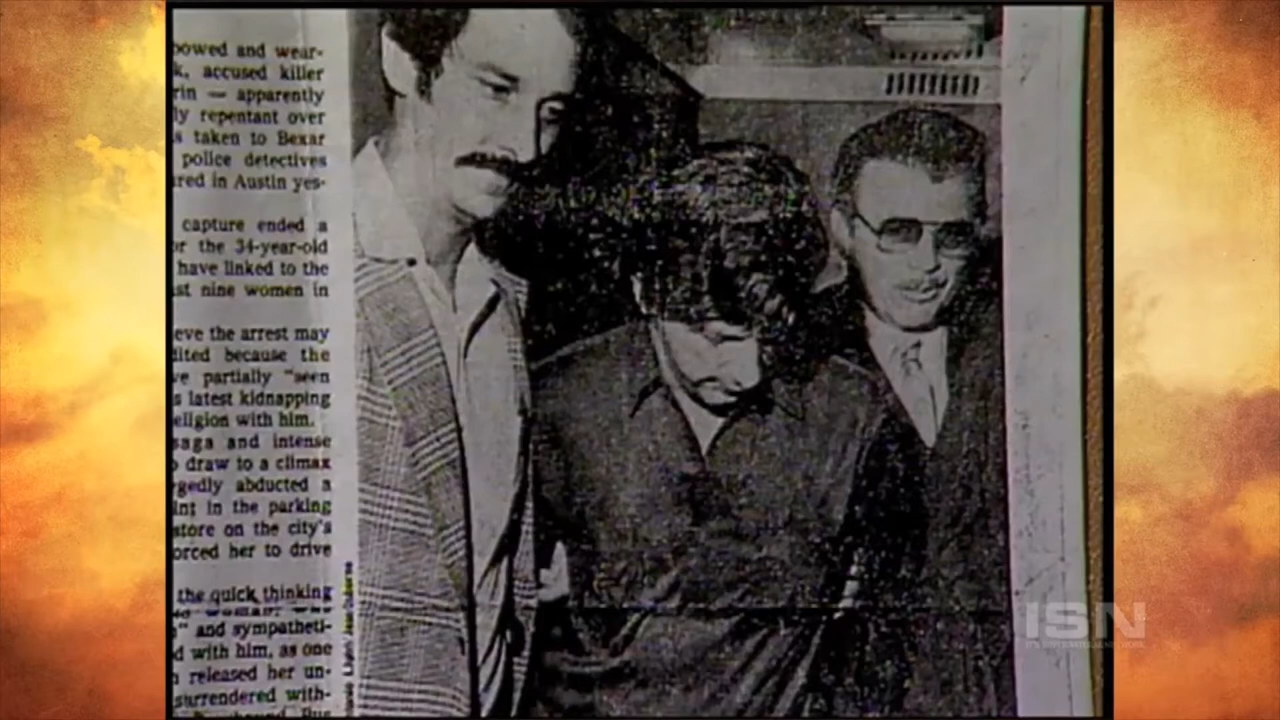 bowed and wear-
k, accused killer
rin — apparently
ly repentant over
s taken to Bexar
police detectives
red in Austin yes-
capture ended a
or the 34-year-old
have linked to the
st nine women in
eve the arrest may
dited because the
ve partially "seen
s latest kidnapping
eligion with him.
saga and intense
o draw to a climax
gedly abducted a
int in the parking
store on the city's
orced her to drive
the quick thinking
" and sympatheti-
d with him, as one
released her un-
surrendered with-
ISN